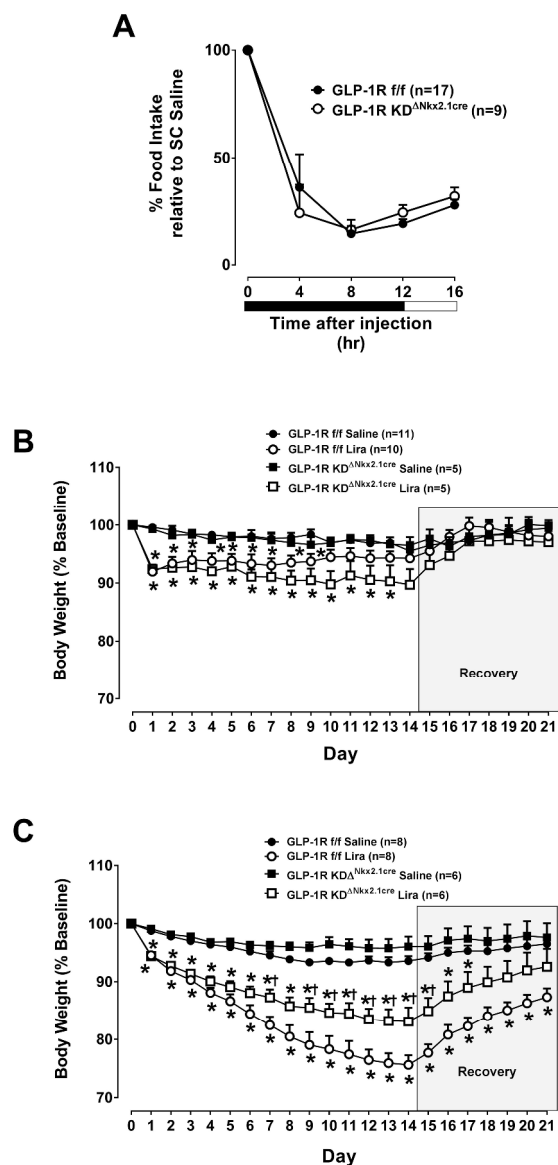 A
100
50
0
% Food Intake
relative to SC Saline
GLP-1R f/f (n=17)
GLP-1R KD^ΔNkx2.1cre (n=9)
0 4 8 12 16
Time after injection
(hr)
B
GLP-1R f/f Saline (n=11)
GLP-1R f/f Lira (n=10)
GLP-1R KD^ΔNkx2.1cre Saline (n=5)
GLP-1R KD^ΔNkx2.1cre Lira (n=5)
110
100
90
80
70
Body Weight (% Baseline)
* * * * * * * * *
* * * * * * * * * * * * *
Recovery
0 1 2 3 4 5 6 7 8 9 10 11 12 13 14 15 16 17 18 19 20 21
Day
C
GLP-1R f/f Saline (n=8)
GLP-1R f/f Lira (n=8)
GLP-1R KDΔ^Nkx2.1cre Saline (n=6)
GLP-1R KD^ΔNkx2.1cre Lira (n=6)
110
100
90
80
70
Body Weight (% Baseline)
* * * * * * *† *† *† *† *† *† *† *† *† * *
* * * * * * * * * * * * * * * * * * * * *
Recovery
0 1 2 3 4 5 6 7 8 9 10 11 12 13 14 15 16 17 18 19 20 21
Day